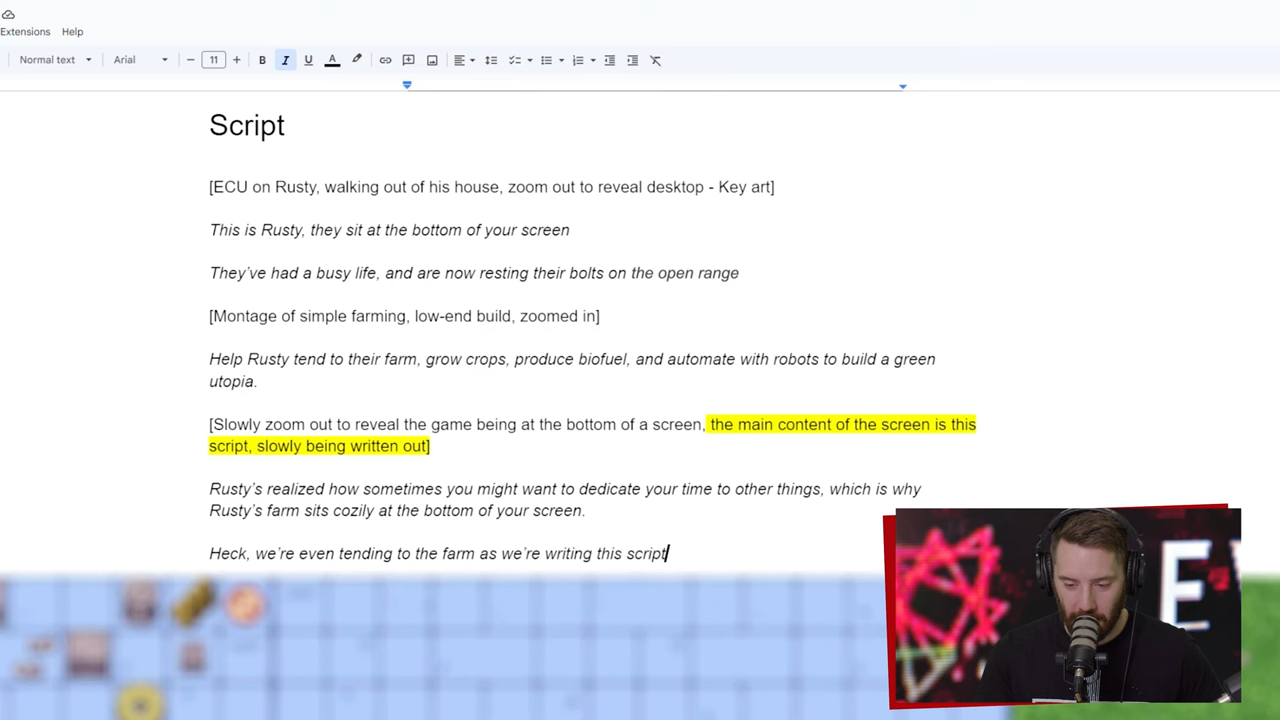 Extensions Help
Normal text Arial 11 B I U A
Script
[ECU on Rusty, walking out of his house, zoom out to reveal desktop - Key art]
This is Rusty, they sit at the bottom of your screen
They've had a busy life, and are now resting their bolts on the open range
[Montage of simple farming, low-end build, zoomed in]
Help Rusty tend to their farm, grow crops, produce biofuel, and automate with robots to build a green
utopia.
[Slowly zoom out to reveal the game being at the bottom of a screen, the main content of the screen is this
script, slowly being written out]
Rusty's realized how sometimes you might want to dedicate your time to other things, which is why
Rusty's farm sits cozily at the bottom of your screen.
Heck, we're even tending to the farm as we're writing this script
E